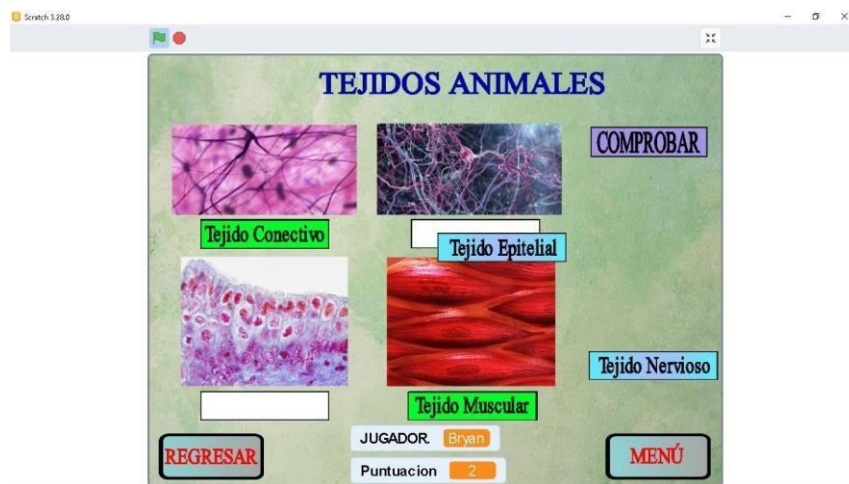 Scratch 3.28.0
TEJIDOS ANIMALES
COMPROBAR
Tejido Conectivo
Tejido Epitelial
Tejido Nervioso
Tejido Muscular
REGRESAR
JUGADOR. Bryan
Puntuacion 2
MENÚ